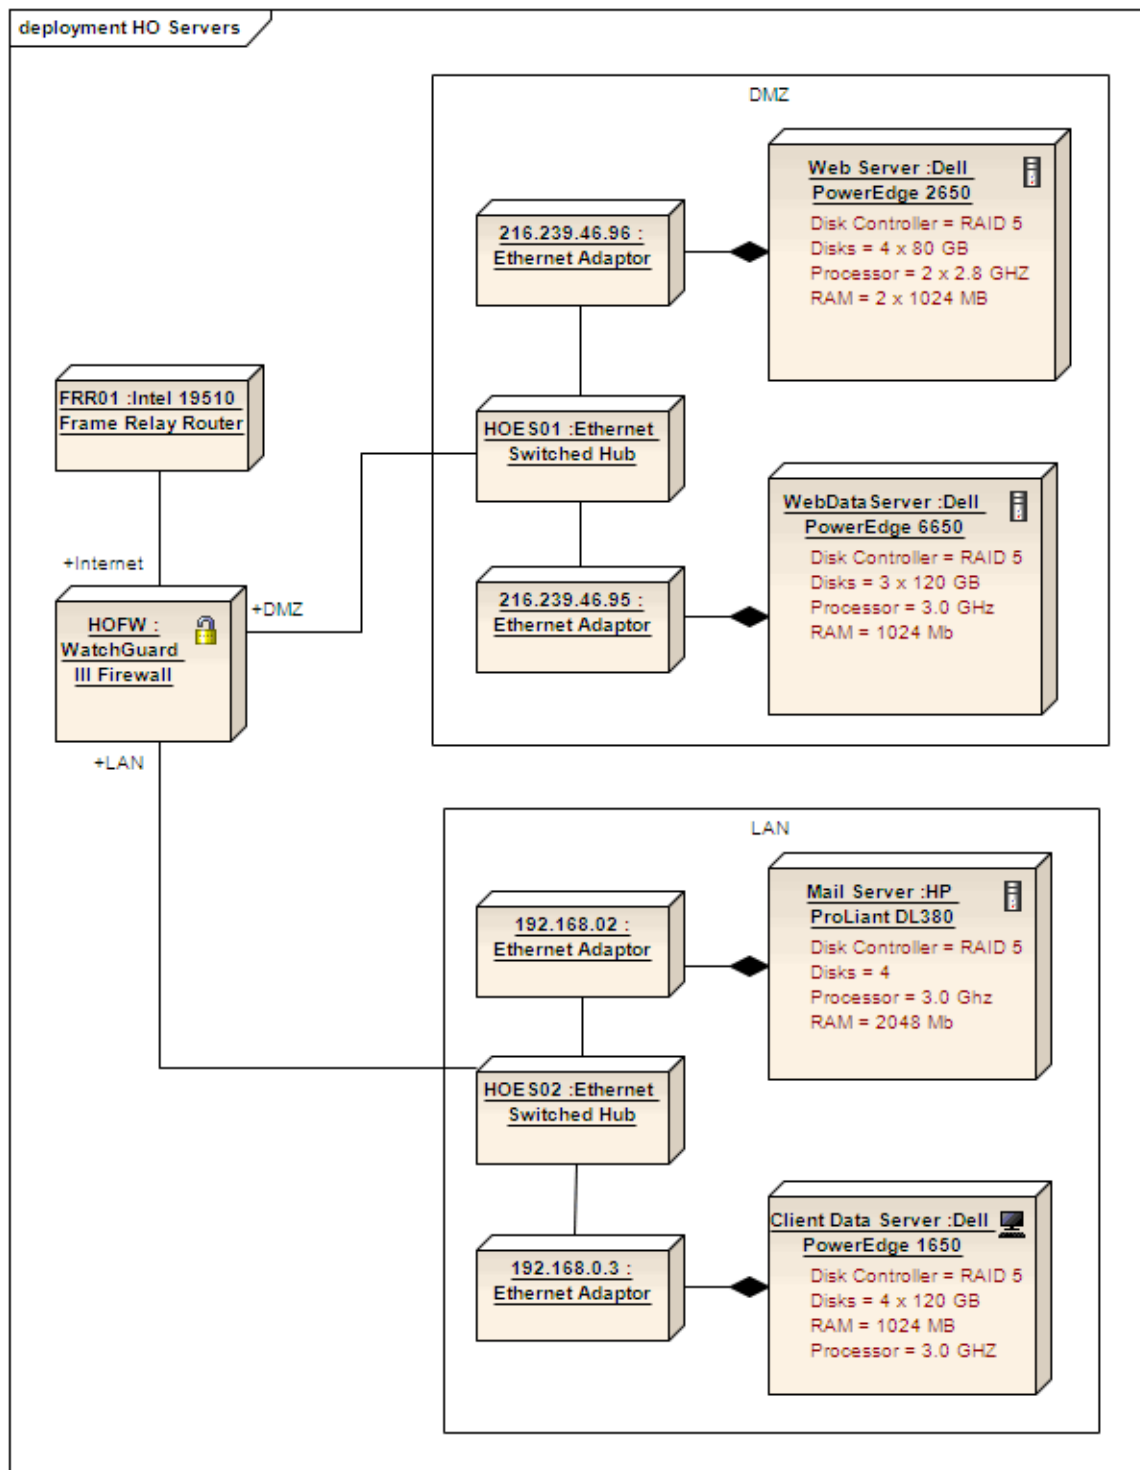 deployment HO Servers
DMZ
Web Server :Dell
PowerEdge 2650
Disk Controller = RAID 5
Disks = 4 x 80 GB
Processor = 2 x 2.8 GHZ
RAM = 2 x 1024 MB
216.239.46.96 :
Ethernet Adaptor
FRR01 :Intel 19510
Frame Relay Router
HOES01 :Ethernet
Switched Hub
WebDataServer :Dell
PowerEdge 6650
Disk Controller = RAID 5
Disks = 3 x 120 GB
Processor = 3.0 GHz
RAM = 1024 Mb
+Internet
+DMZ
216.239.46.95 :
Ethernet Adaptor
HOFW :
WatchGuard
III Firewall
+LAN
LAN
Mail Server :HP
ProLiant DL380
Disk Controller = RAID 5
Disks = 4
Processor = 3.0 Ghz
RAM = 2048 Mb
192.168.02 :
Ethernet Adaptor
HOES02 :Ethernet
Switched Hub
Client Data Server :Dell
PowerEdge 1650
Disk Controller = RAID 5
Disks = 4 x 120 GB
RAM = 1024 MB
Processor = 3.0 GHZ
192.168.0.3 :
Ethernet Adaptor